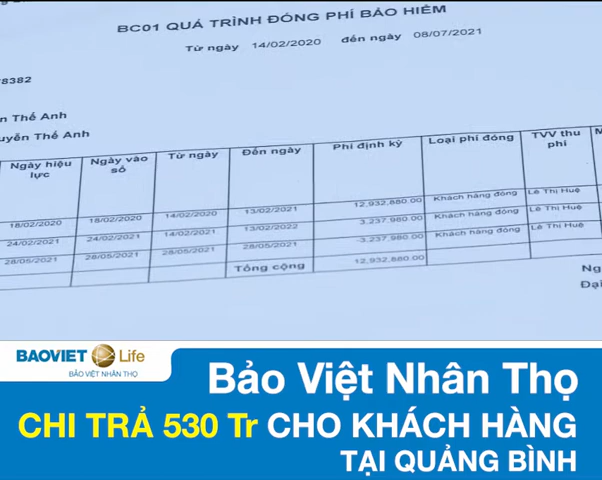 BC01 QUÁ TRÌNH ĐÓNG PHÍ BẢO HIỂM
Từ ngày 14/02/2020 đến ngày 08/07/2021
8382
n Thế Anh
uyễn Thế Anh
Ngày hiệu lực Ngày vào sổ Từ ngày Đến ngày Phí định kỳ Loại phí đóng TVV thu phí
18/02/2020 18/02/2020 14/02/2020 13/02/2021 12,932,880.00 Khách hàng đóng Lê Thị Huệ
24/02/2021 24/02/2021 14/02/2021 13/02/2022 3,237,980.00 Khách hàng đóng Lê Thị Huệ
28/05/2021 28/05/2021 28/05/2021 28/05/2021 -3,237,980.00 Khách hàng đóng Lê Thị Huệ
Tổng cộng 12,932,880.00
Ng
Đại
BAOVIET Life
BẢO VIỆT NHÂN THỌ
Bảo Việt Nhân Thọ
CHI TRẢ 530 Tr CHO KHÁCH HÀNG
TẠI QUẢNG BÌNH